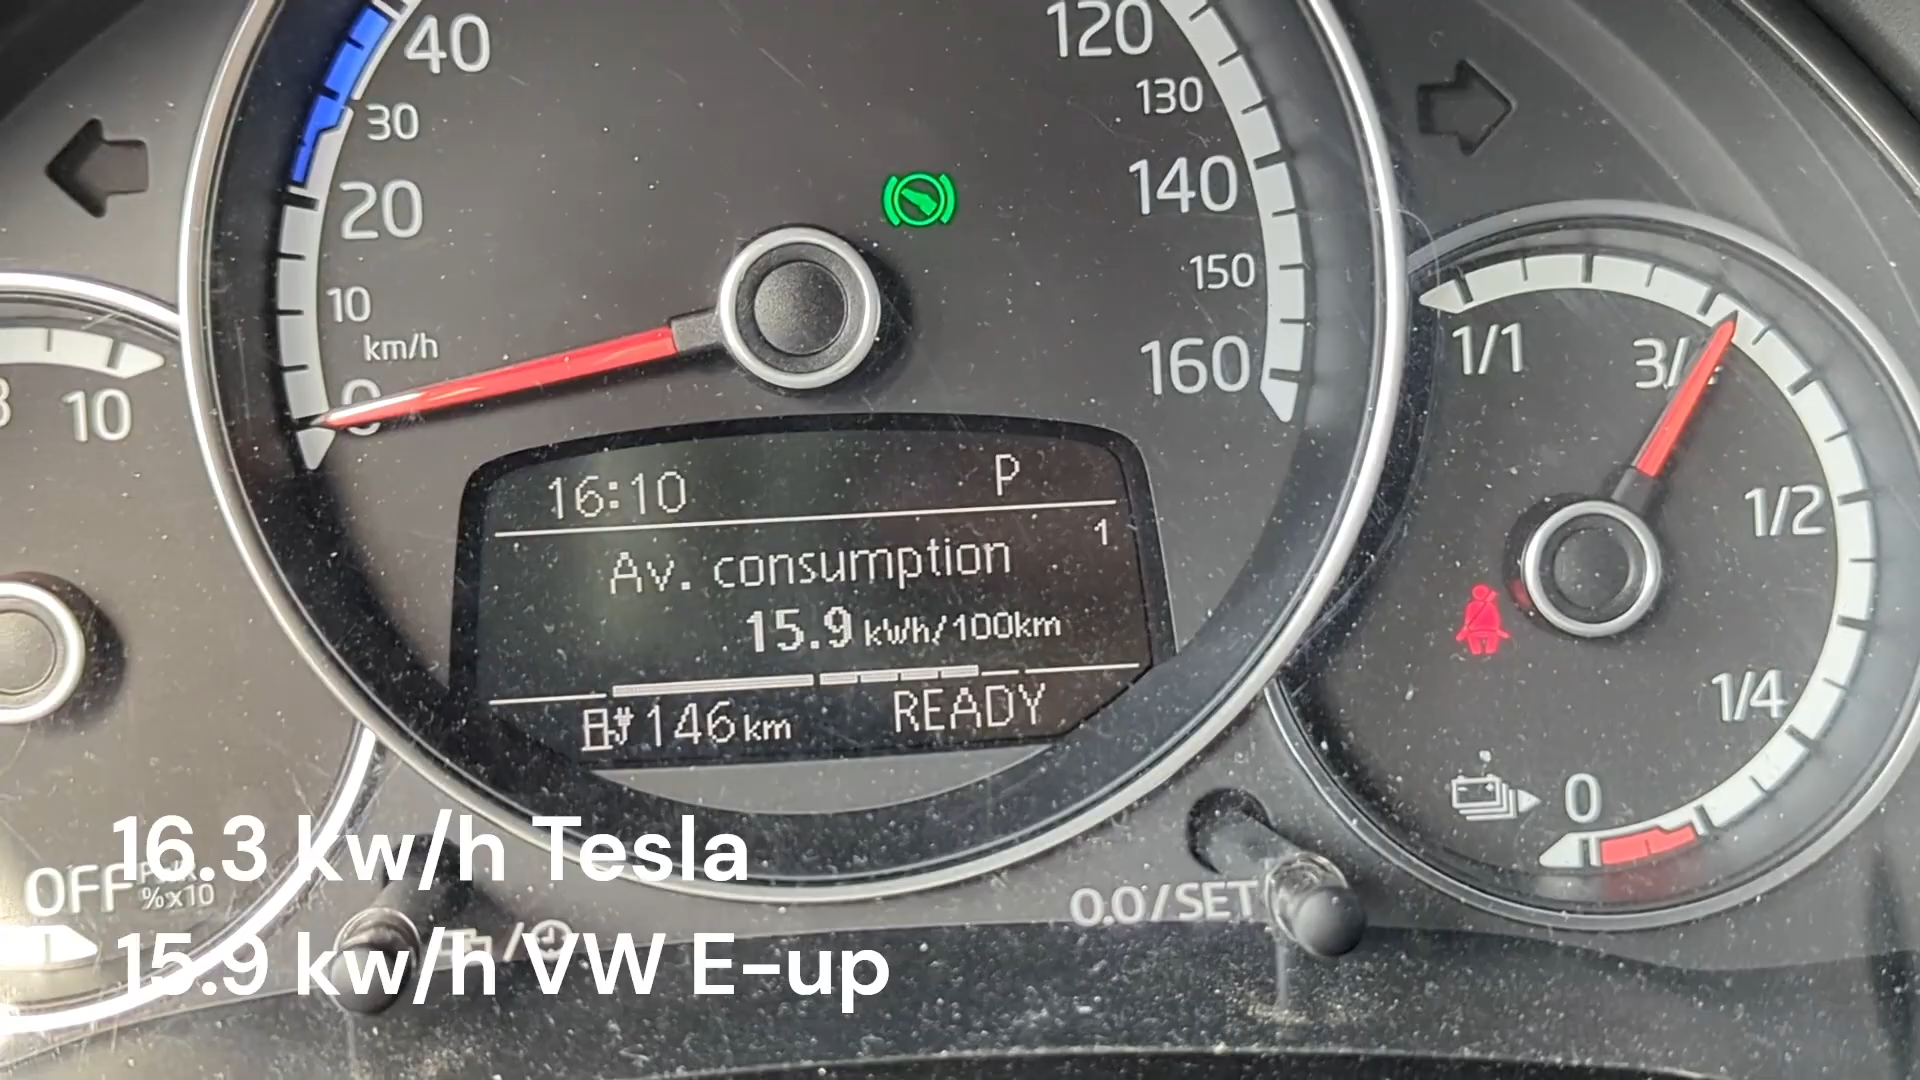 40
30
20
10
km/h
0
120
130
140
150
160
10
16:10 P
1
Av. consumption
15.9 kWh/100km
146 km READY
1/1
1/2
1/4
0
16.3 kw/h Tesla
OFF
%x10
15.9 kw/h VW E-up
0.0/SET